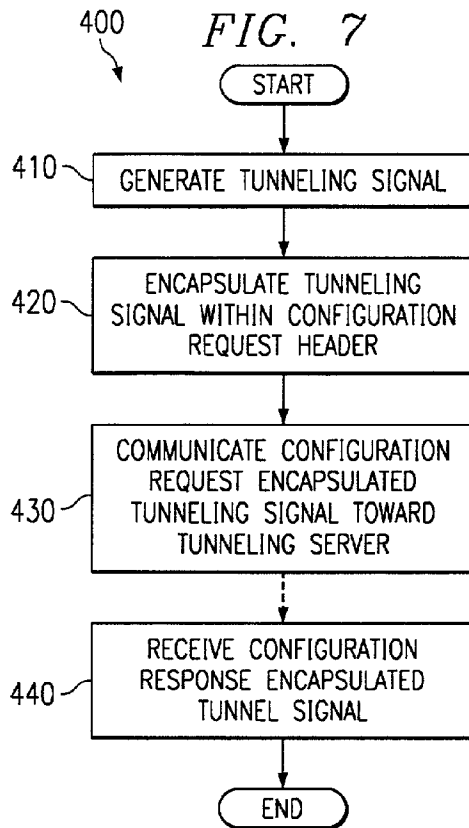 400
FIG. 7
START
410
GENERATE TUNNELING SIGNAL
420
ENCAPSULATE TUNNELING
SIGNAL WITHIN CONFIGURATION
REQUEST HEADER
430
COMMUNICATE CONFIGURATION
REQUEST ENCAPSULATED
TUNNELING SIGNAL TOWARD
TUNNELING SERVER
440
RECEIVE CONFIGURATION
RESPONSE ENCAPSULATED
TUNNEL SIGNAL
END